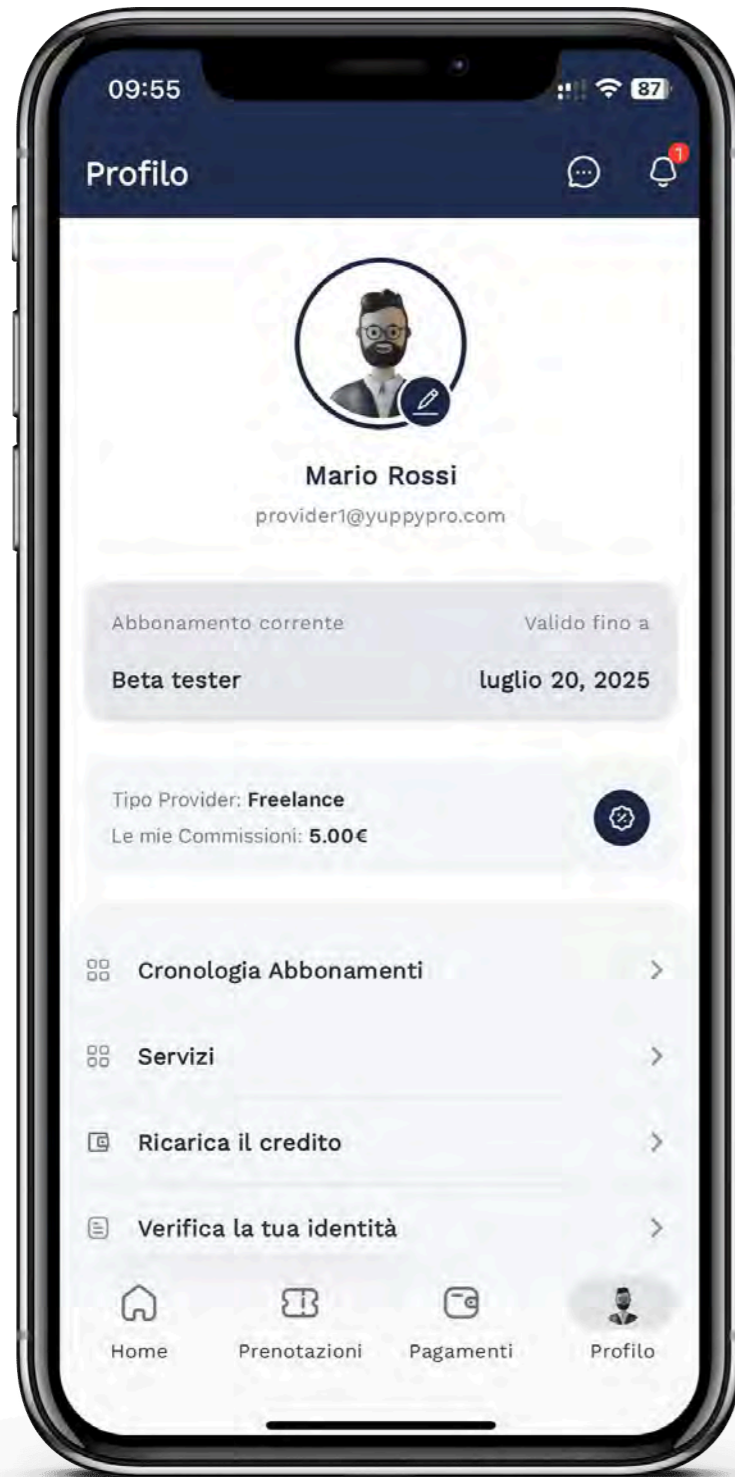 09:55
87
Profilo
1
Mario Rossi
provider1@yuppypro.com
Abbonamento corrente
Valido fino a
Beta tester
luglio 20, 2025
Tipo Provider: Freelance
Le mie Commissioni: 5.00€
Cronologia Abbonamenti
Servizi
Ricarica il credito
Verifica la tua identità
Home
Prenotazioni
Pagamenti
Profilo